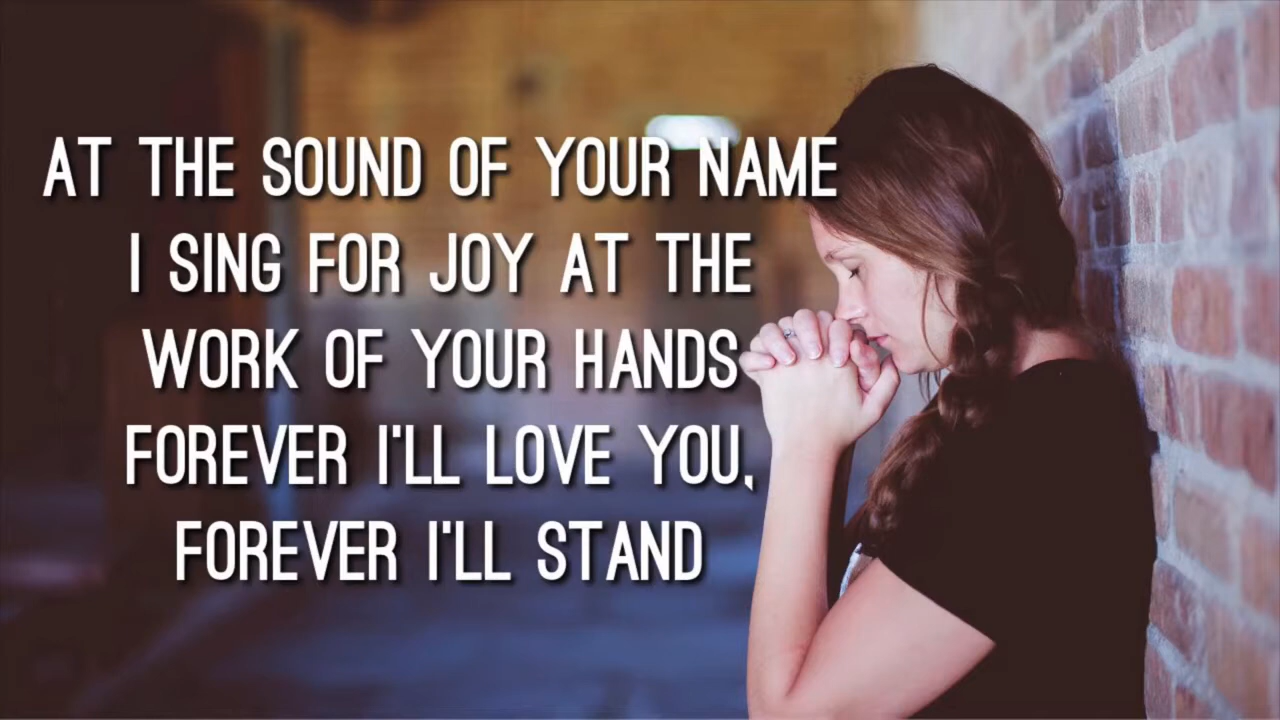 AT THE SOUND OF YOUR NAME
I SING FOR JOY AT THE
WORK OF YOUR HANDS
FOREVER I'LL LOVE YOU,
FOREVER I'LL STAND